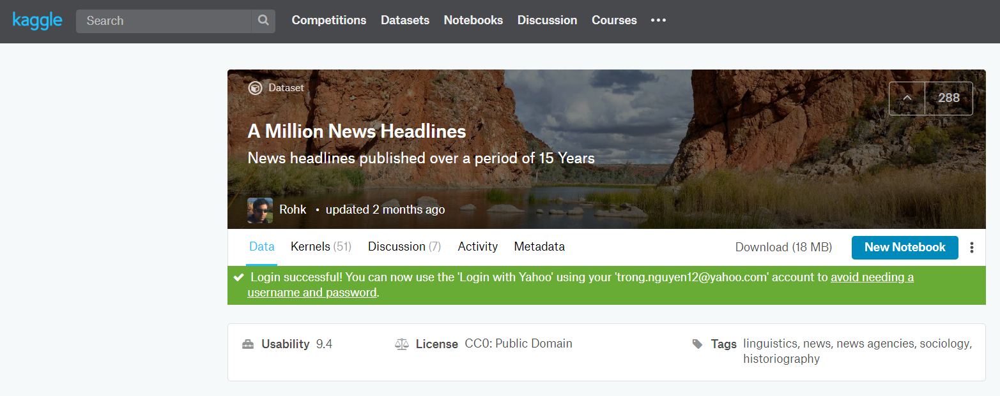 kaggle Search Competitions Datasets Notebooks Discussion Courses •••
Dataset
288
A Million News Headlines
News headlines published over a period of 15 Years
Rohk • updated 2 months ago
Data Kernels (51) Discussion (7) Activity Metadata Download (18 MB) New Notebook
Login successful! You can now use the 'Login with Yahoo' using your 'trong.nguyen12@yahoo.com' account to avoid needing a
username and password.
Usability 9.4 License CC0: Public Domain Tags linguistics, news, news agencies, sociology,
historiography